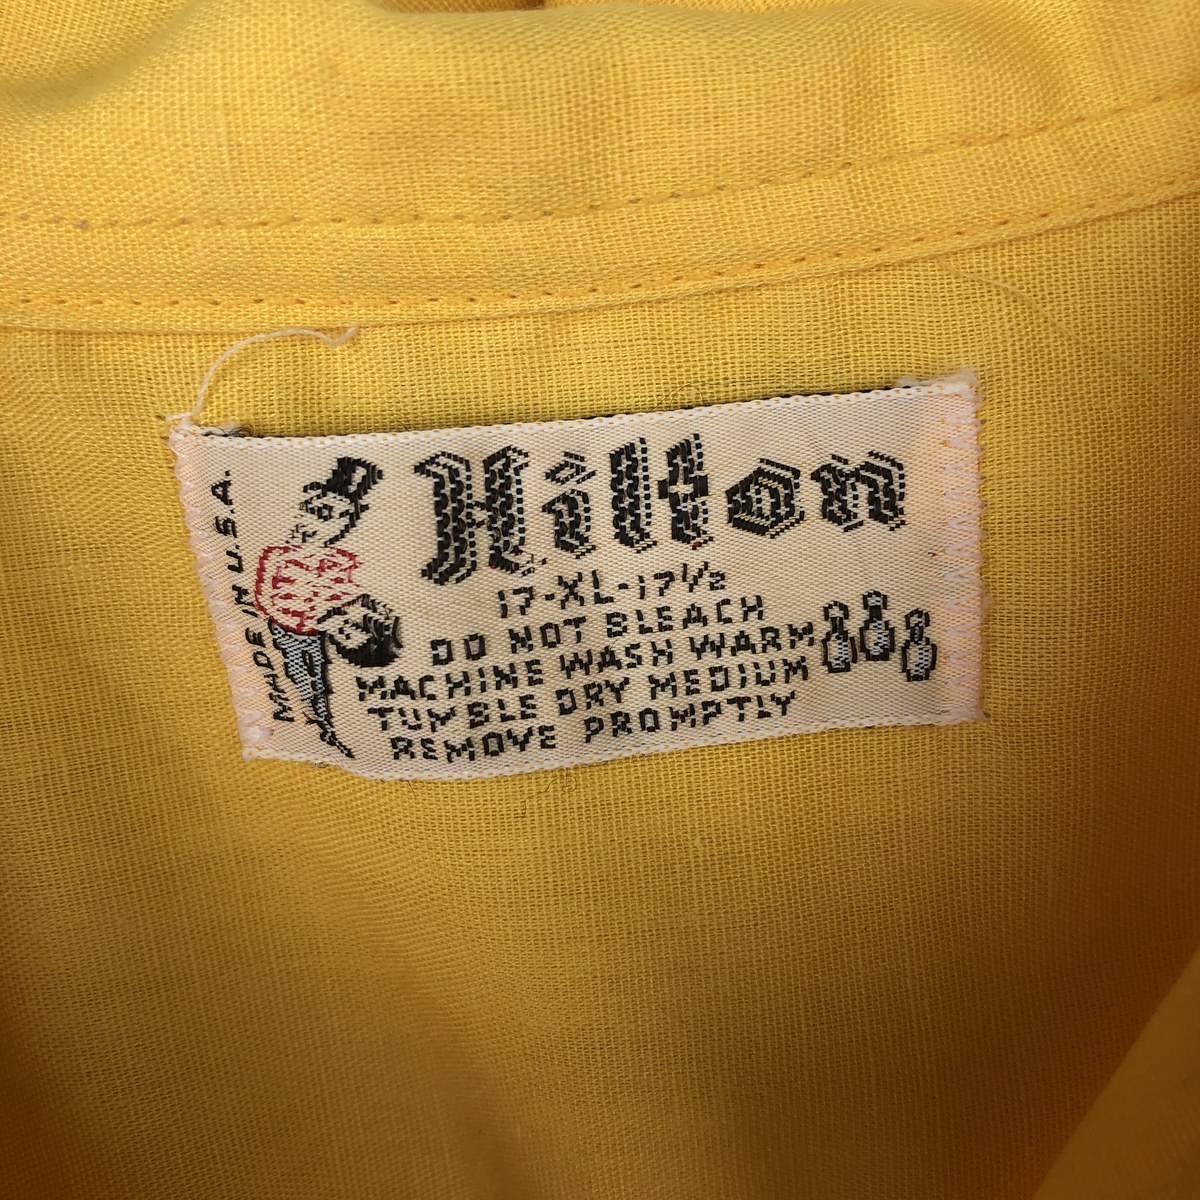 MADE IN U.S.A.
Hilton
17-XL-17½
DO NOT BLEACH
MACHINE WASH WARM
TUMBLE DRY MEDIUM
REMOVE PROMPTLY